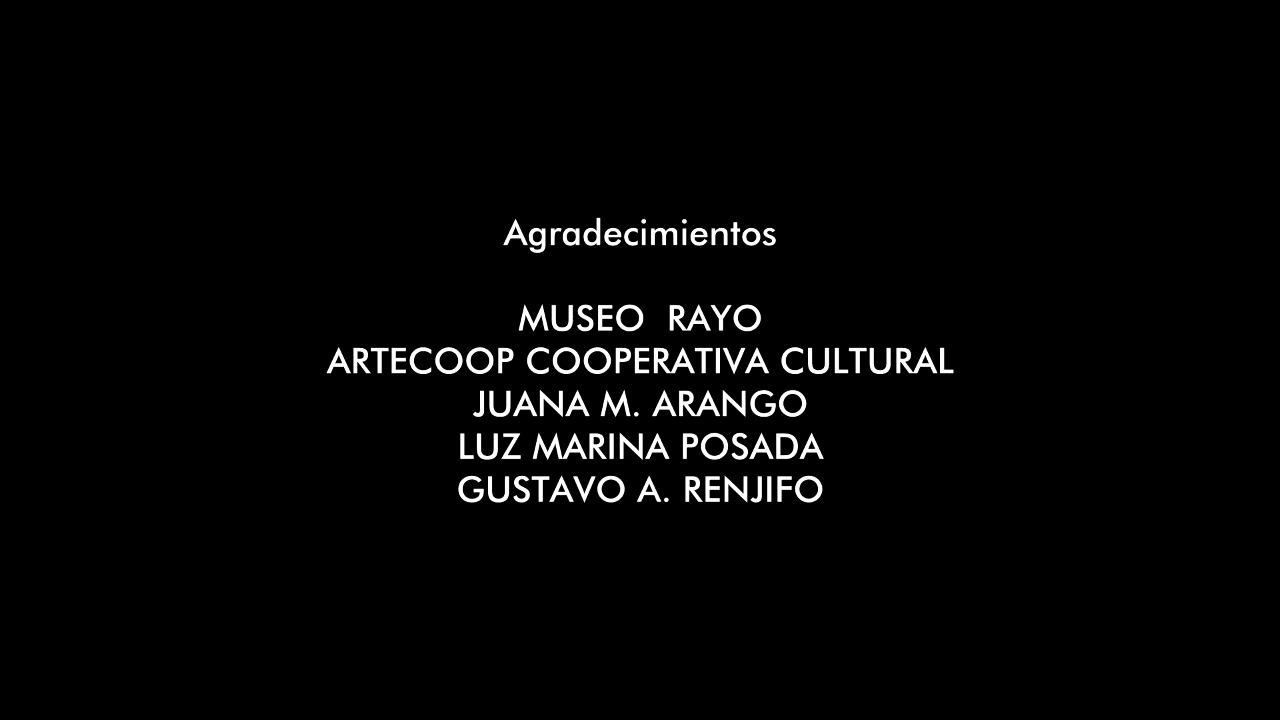 Agradecimientos
MUSEO  RAYO
ARTECOOP COOPERATIVA CULTURAL
JUANA M. ARANGO
LUZ MARINA POSADA
GUSTAVO A. RENJIFO